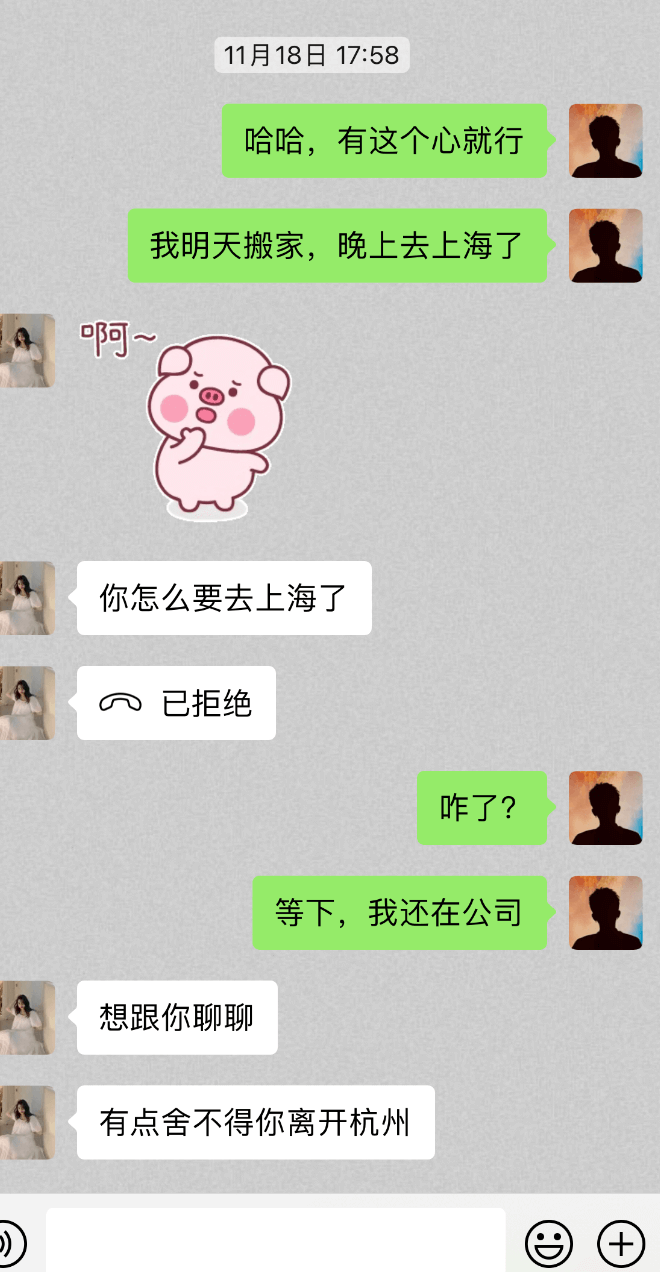 11月18日 17:58
哈哈，有这个心就行
我明天搬家，晚上去上海了
啊~
你怎么要去上海了
已拒绝
咋了?
等下，我还在公司
想跟你聊聊
有点舍不得你离开杭州